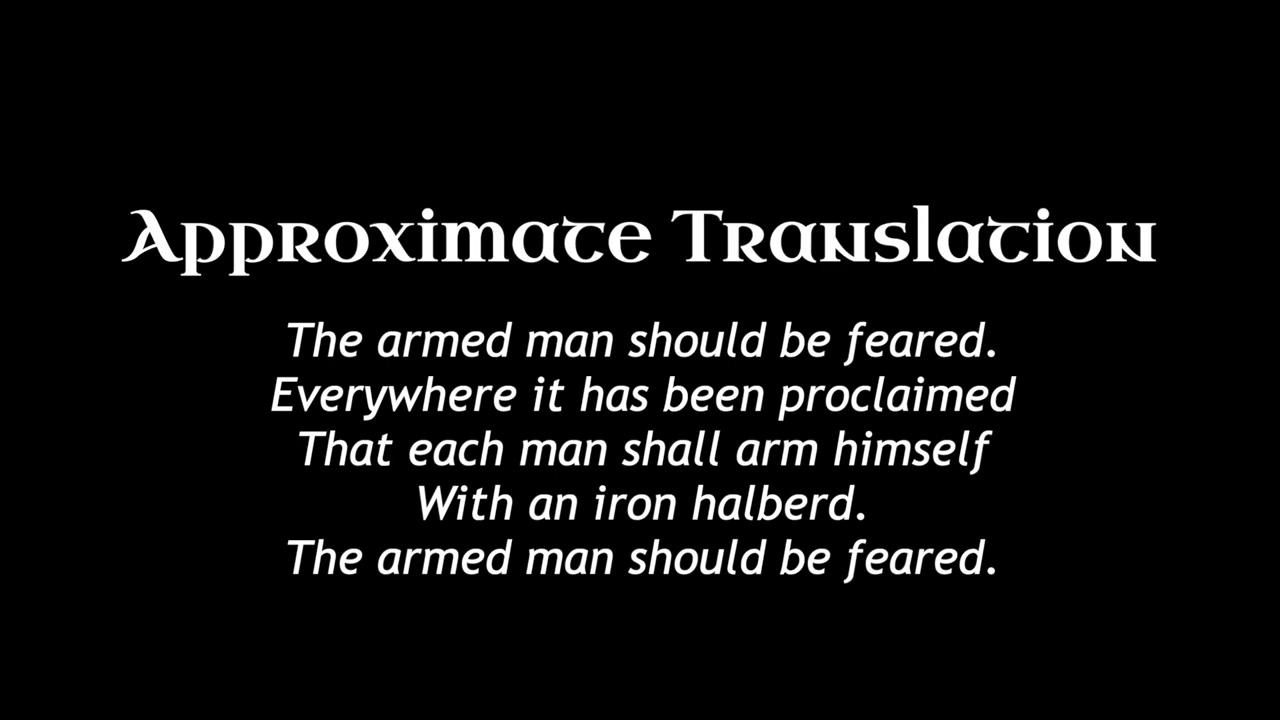 Approximate Translation
The armed man should be feared.
Everywhere it has been proclaimed
That each man shall arm himself
With an iron halberd.
The armed man should be feared.